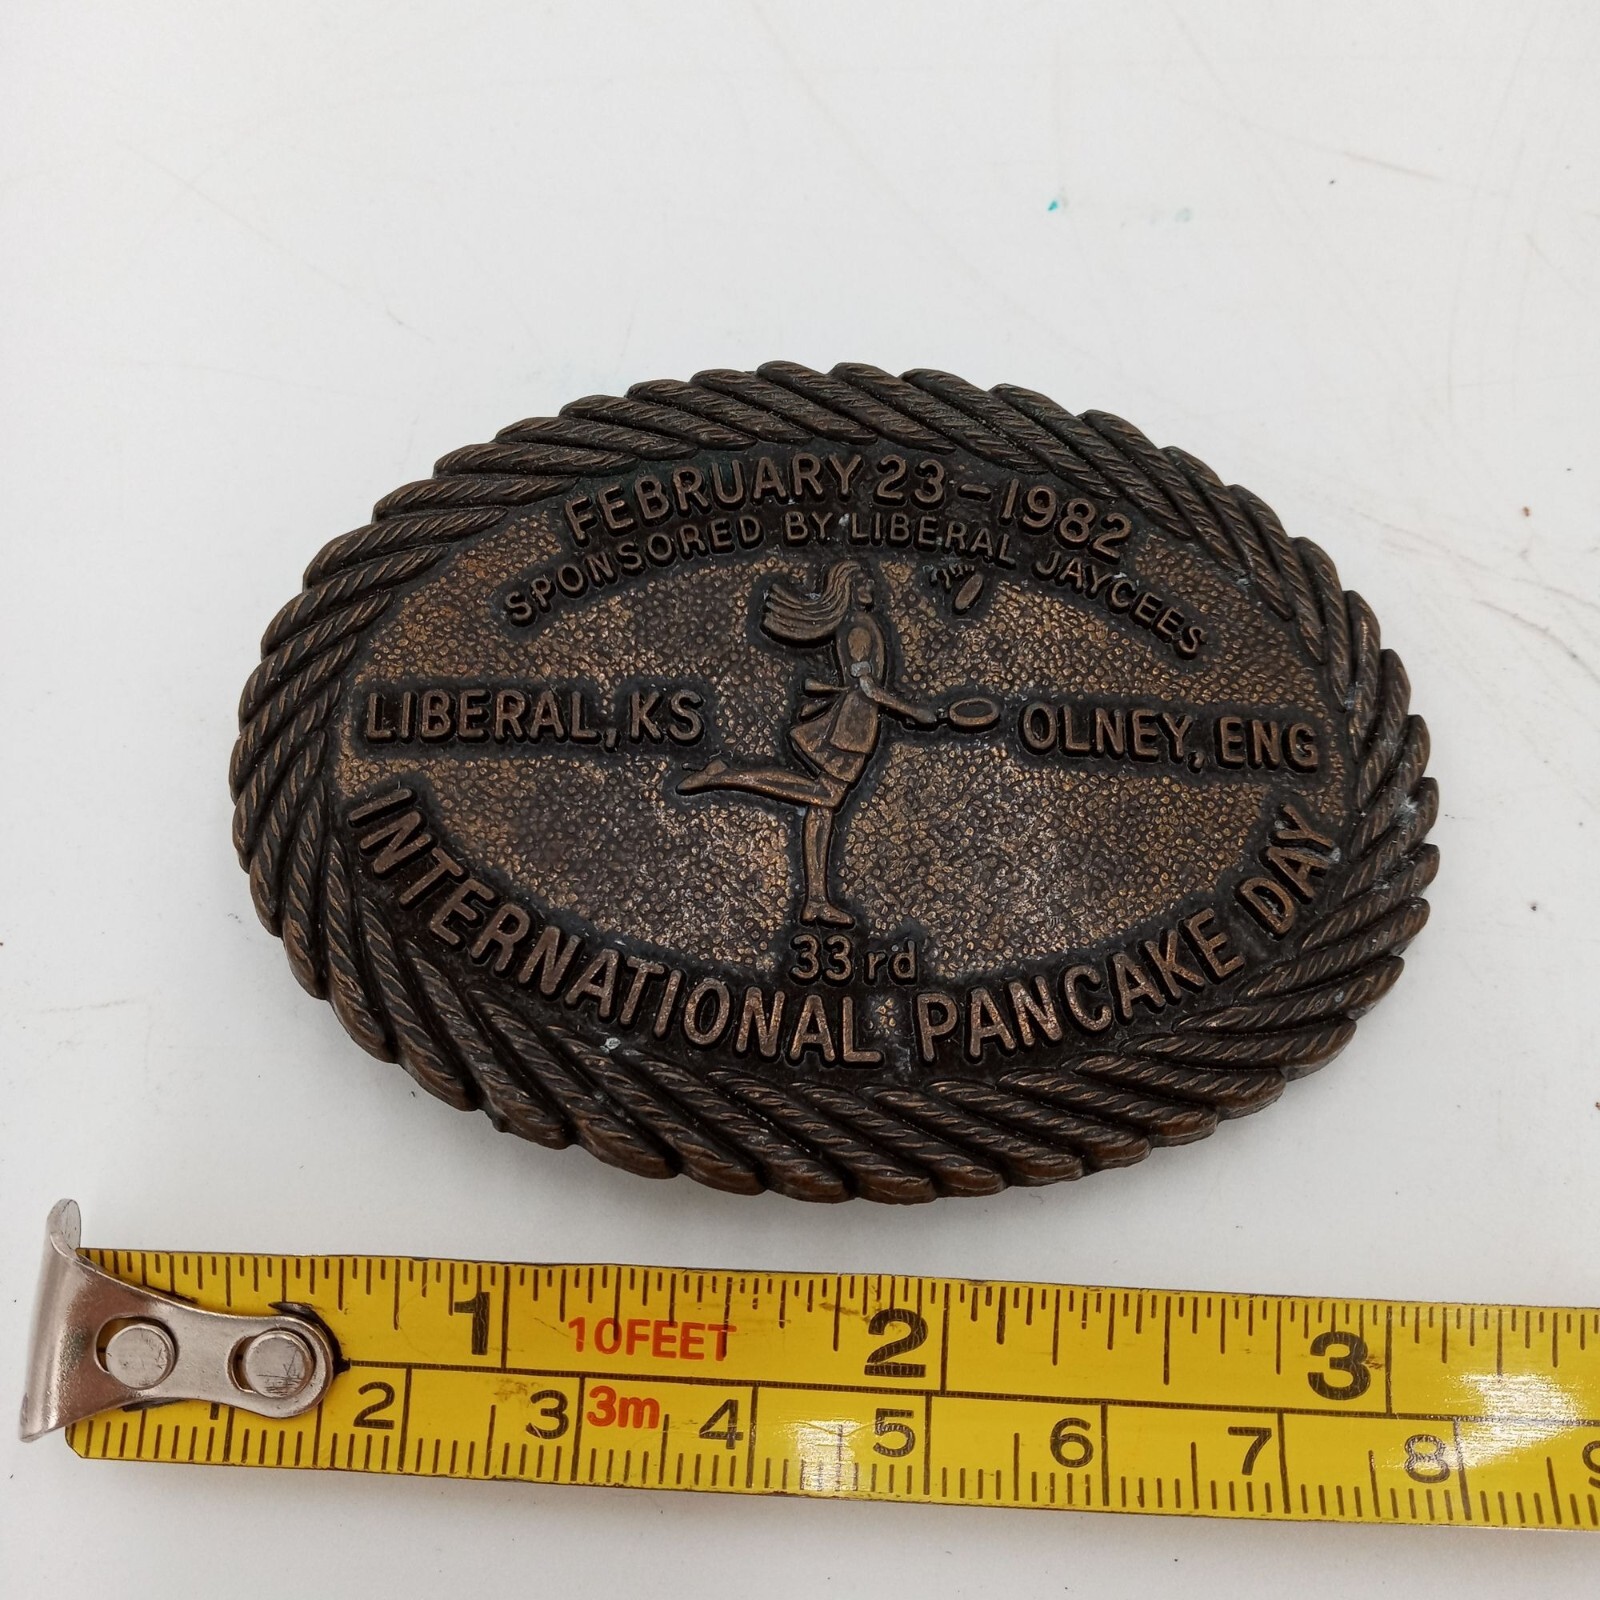 FEBRUARY 23-1982
SPONSORED BY LIBERAL JAYCEES
LIBERAL, KS
OLNEY, ENG
33rd
INTERNATIONAL PANCAKE DAY
1 10FEET 2 3
2 3 3m 4 5 6 7 8 9